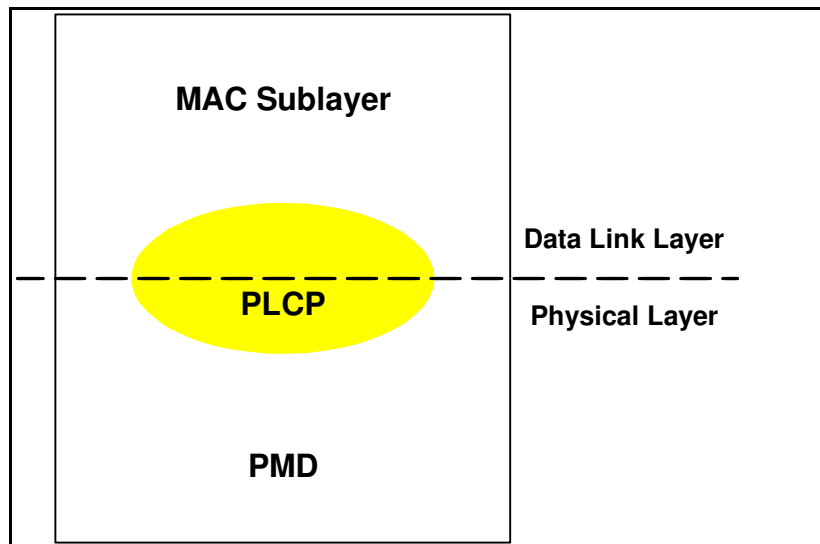 MAC Sublayer
Data Link Layer
PLCP
Physical Layer
PMD